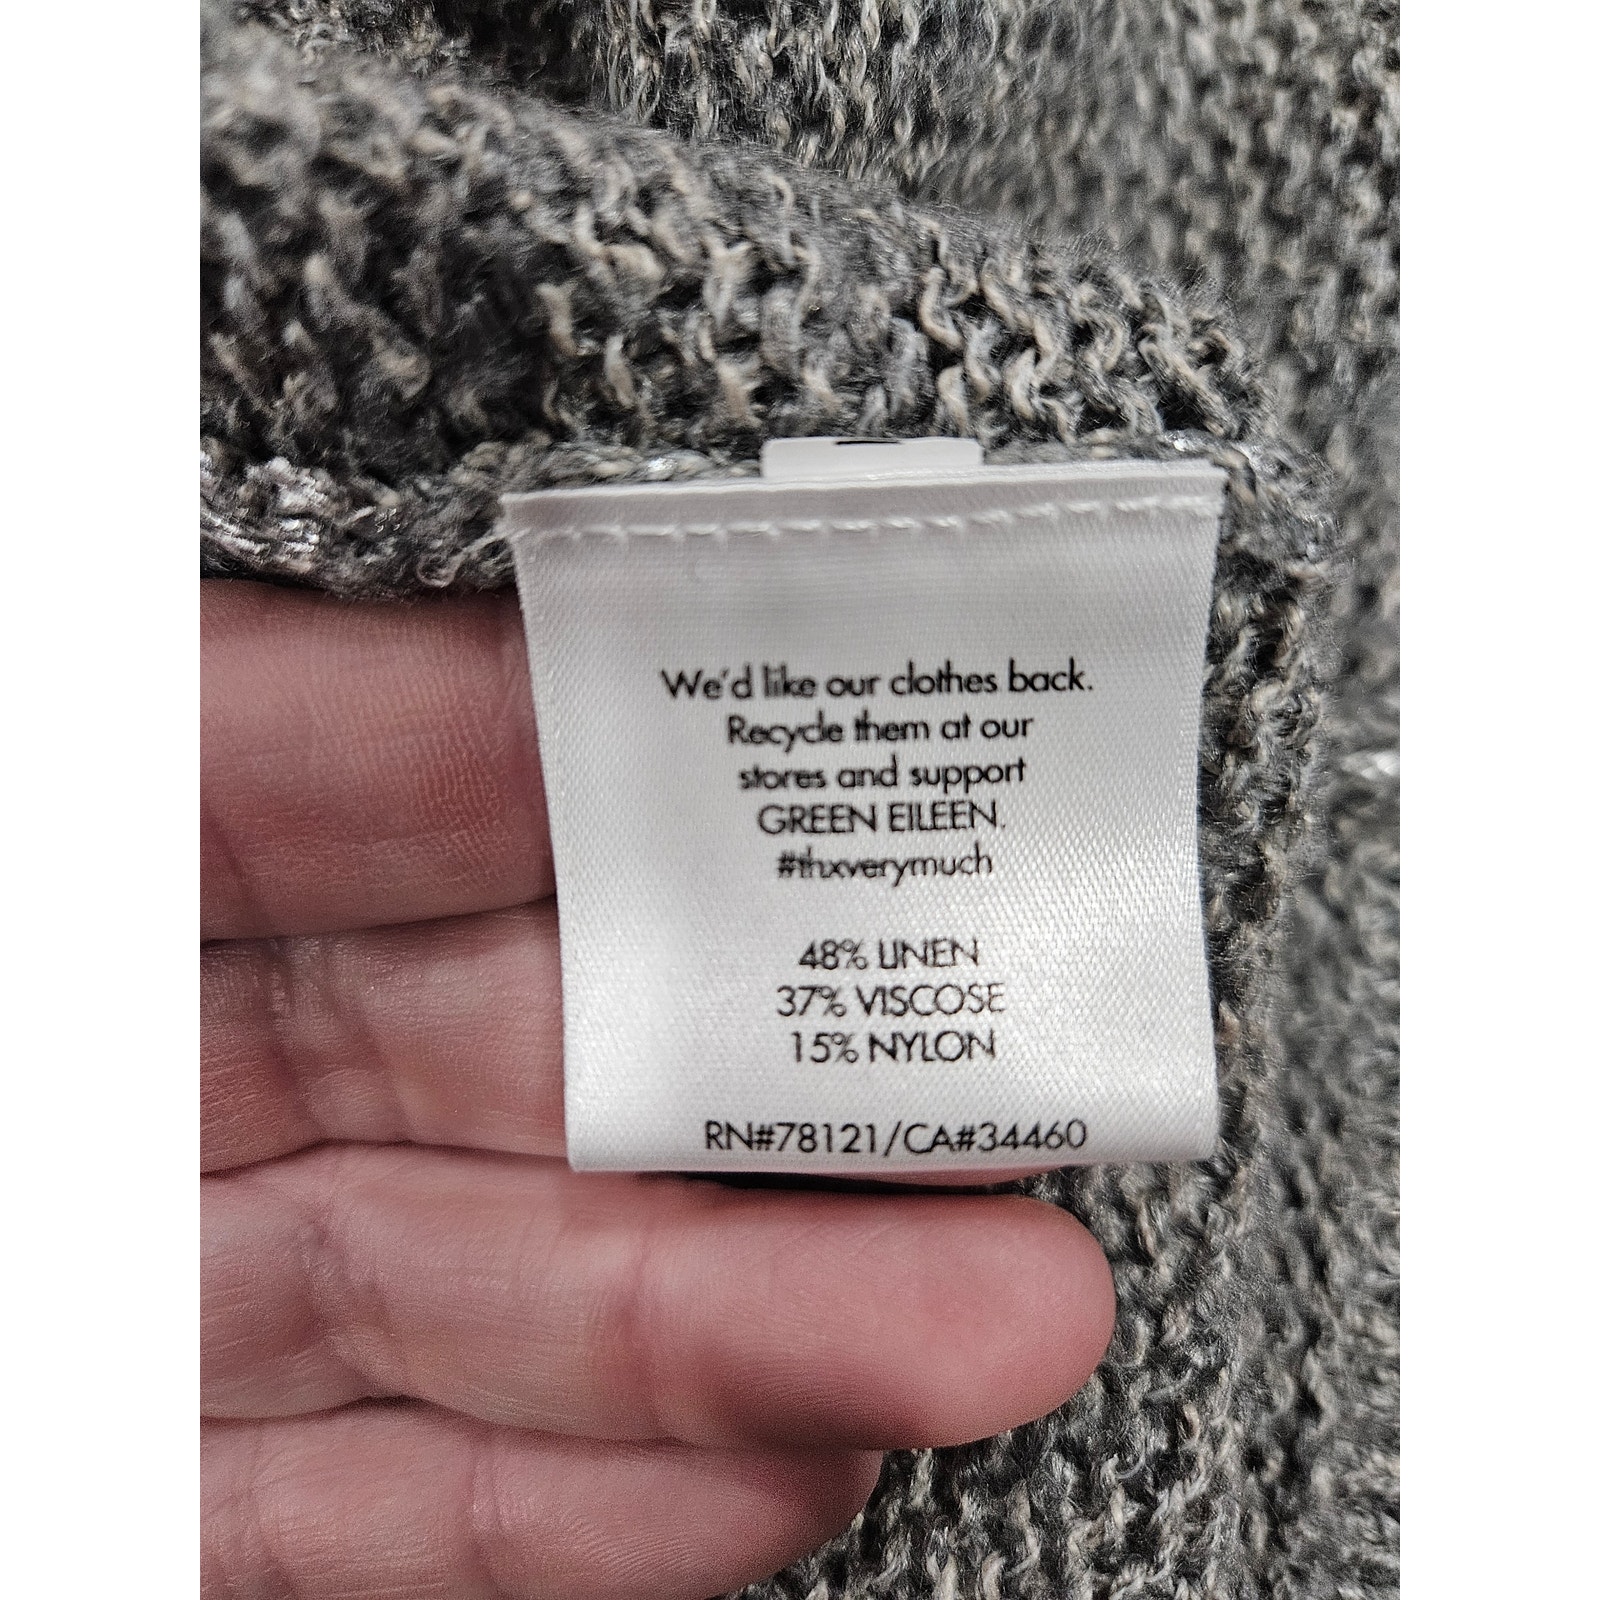 We'd like our clothes back.
Recycle them at our
stores and support
GREEN EILEEN.
#thxverymuch
48% LINEN
37% VISCOSE
15% NYLON
RN#78121/CA#34460